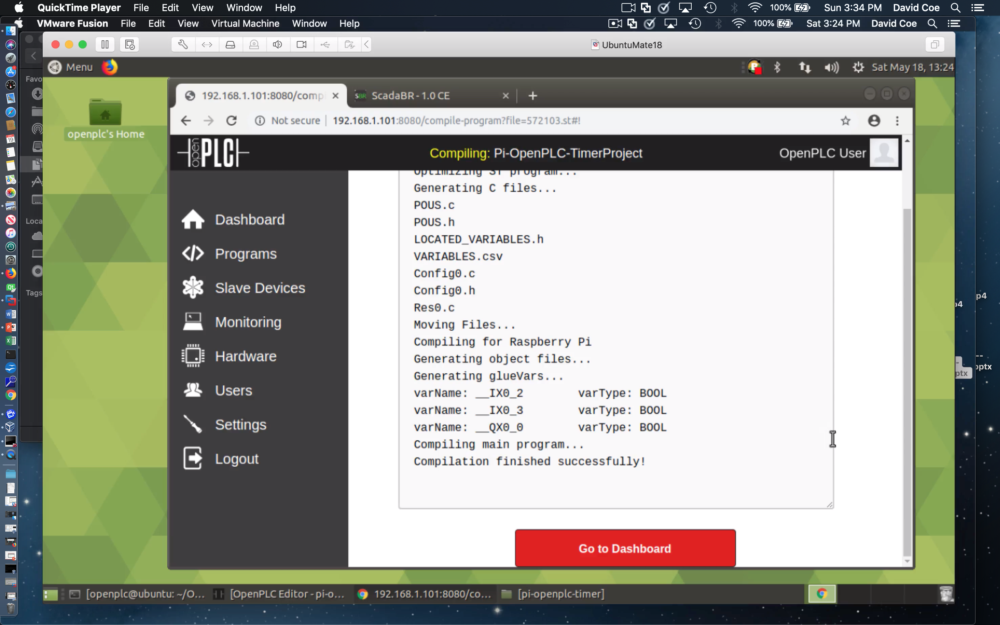 QuickTime Player File Edit View Window Help 100% Sun 3:34 PM David Coe
VMware Fusion File Edit View Virtual Machine Window Help 100% Sat 3:24 PM David Coe
UbuntuMate18
Menu Sat May 18, 13:24
Favo
192.168.1.101:8080/comp SBR ScadaBR - 1.0 CE
Not secure 192.168.1.101:8080/compile-program?file=572103.st#!
openplc's Home
open PLC Compiling: Pi-OpenPLC-TimerProject OpenPLC User
Optimizing ST program...
Generating C files...
POUS.c
POUS.h
LOCATED_VARIABLES.h
VARIABLES.csv
Config0.c
Config0.h
Res0.c
Moving Files...
Compiling for Raspberry Pi
Generating object files...
Generating glueVars...
varName: __IX0_2 varType: BOOL
varName: __IX0_3 varType: BOOL
varName: __QX0_0 varType: BOOL
Compiling main program...
Compilation finished successfully!
Go to Dashboard
Dashboard
Programs
Slave Devices
Monitoring
Hardware
Users
Settings
Logout
Loca
Tags
p4
p4
pptx
ptx
[openplc@ubuntu: ~/O... [OpenPLC Editor - pi-o... 192.168.1.101:8080/co... [pi-openplc-timer]